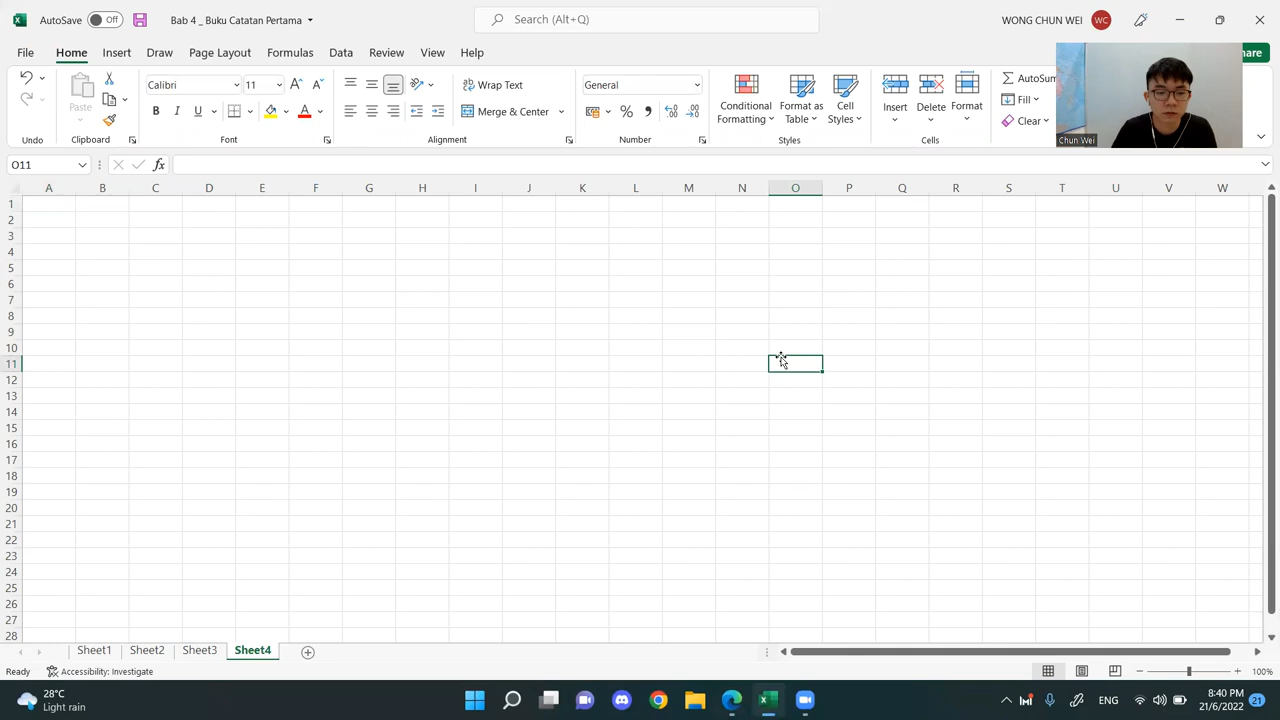 AutoSave Off Bab 4 _ Buku Catatan Pertama Search (Alt+Q) WONG CHUN WEI WC
File Home Insert Draw Page Layout Formulas Data Review View Help
Undo Paste Clipboard
Calibri 11 B I U A A A Font
Wrap Text Merge & Center Alignment
General % Number
Conditional Formatting Format as Table Cell Styles Styles
Insert Delete Format Cells
AutoSum Fill Clear
Chun Wei
O11 fx
A B C D E F G H I J K L M N O P Q R S T U V W
1
2
3
4
5
6
7
8
9
10
11
12
13
14
15
16
17
18
19
20
21
22
23
24
25
26
27
28
Sheet1 Sheet2 Sheet3 Sheet4
Ready Accessibility: Investigate 100%
28°C
Light rain
ENG 8:40 PM
21/6/2022 21